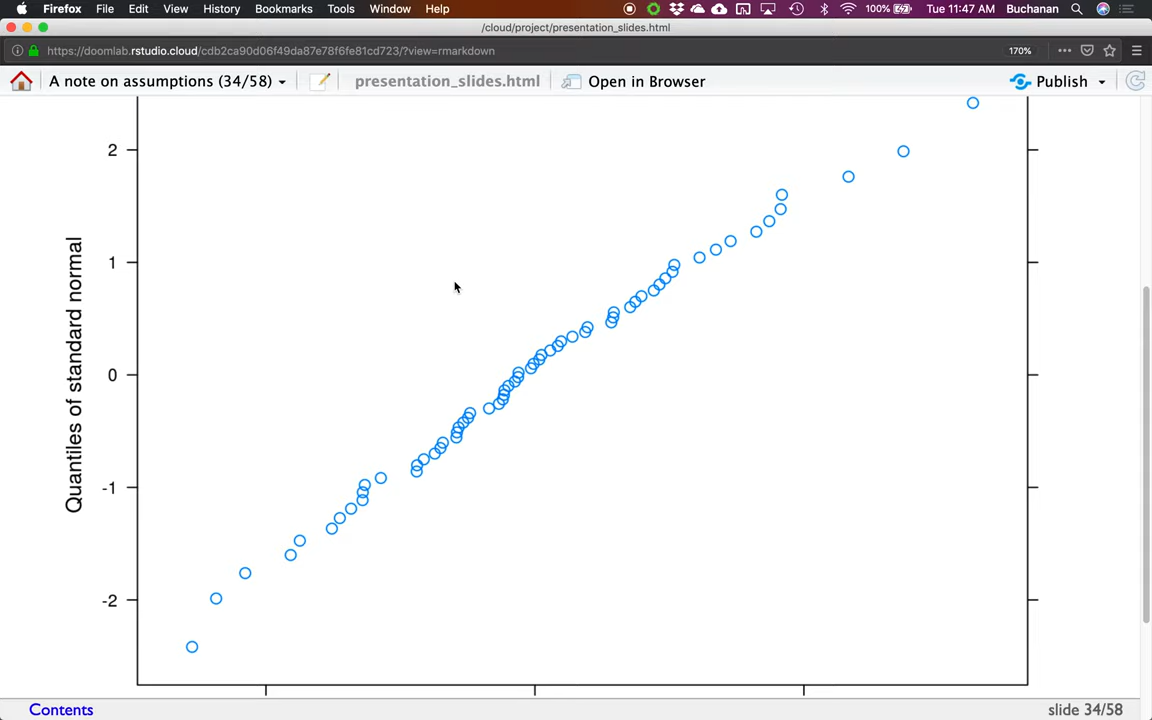 Firefox File Edit View History Bookmarks Tools Window Help 100% Tue 11:47 AM Buchanan
/cloud/project/presentation_slides.html
https://doomlab.rstudio.cloud/cdb2ca90d06f49da87e78f6fe81cd723/?view=rmarkdown 170%
A note on assumptions (34/58) presentation_slides.html Open in Browser Publish
2
1
0
-1
-2
Quantiles of standard normal
Contents slide 34/58